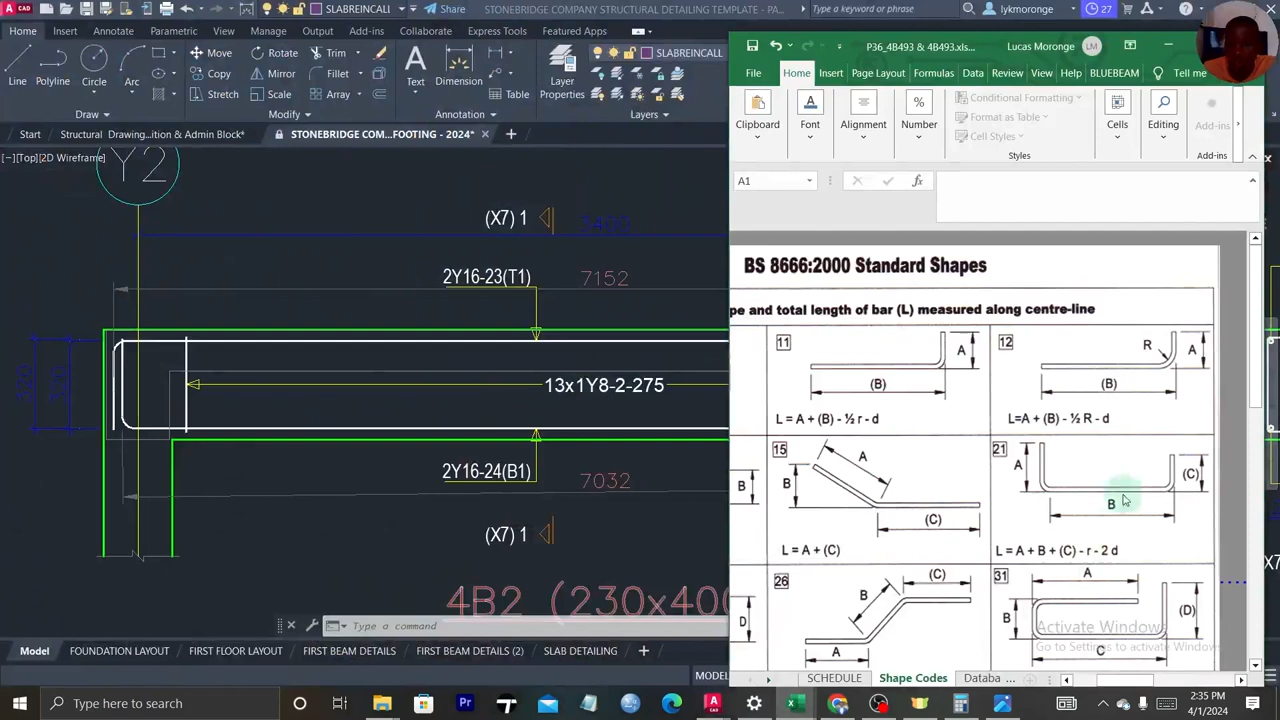 SLABREINCALL
Share
STONEBRIDGE COMPANY STRUCTURAL DETAILING TEMPLATE - PA...
Type a keyword or phrase
lykmoronge
27
Home Insert Annotate Parametric View Manage Output Add-ins Collaborate Express Tools Featured Apps
Line Polyline Circle Arc
Move Rotate Trim
Copy Mirror Fillet
Stretch Scale Array
Text Dimension Table
Layer Properties
SLABREINCALL
Draw Modify Annotation Layers
Start Structural Drawing...ition & Admin Block* STONEBRIDGE COM...FOOTING - 2024*
[−][Top][2D Wireframe]
Y2
(X7) 1
3400
2Y16-23(T1)
7152
13x1Y8-2-275
2Y16-24(B1)
7032
(X7) 1
4B2 (230x400
Type a command
Model FOUNDATION LAYOUT FIRST FLOOR LAYOUT FIRST BEAM DETAILS FIRST BEAM DETAILS (2) SLAB DETAILING
MODEL
P36_4B493 & 4B493.xls...
Lucas Moronge LM
File Home Insert Page Layout Formulas Data Review View Help BLUEBEAM Tell me
Clipboard Font Alignment Number
Conditional Formatting
Format as Table
Cell Styles
Styles
Cells Editing Add-ins
A1
fx
BS 8666:2000 Standard Shapes
pe and total length of bar (L) measured along centre-line
11
A
(B)
L = A + (B) - ½ r - d
12
R
A
(B)
L=A + (B) - ½ R - d
B
15
A
B
(C)
L = A + (C)
21
A
(C)
B
L = A + B + (C) - r - 2 d
D
26
(C)
B
A
31
A
B
(D)
C
Activate Windows
Go to Settings to activate Windows.
SCHEDULE Shape Codes Databa ...
Type here to search
2:35 PM
4/1/2024